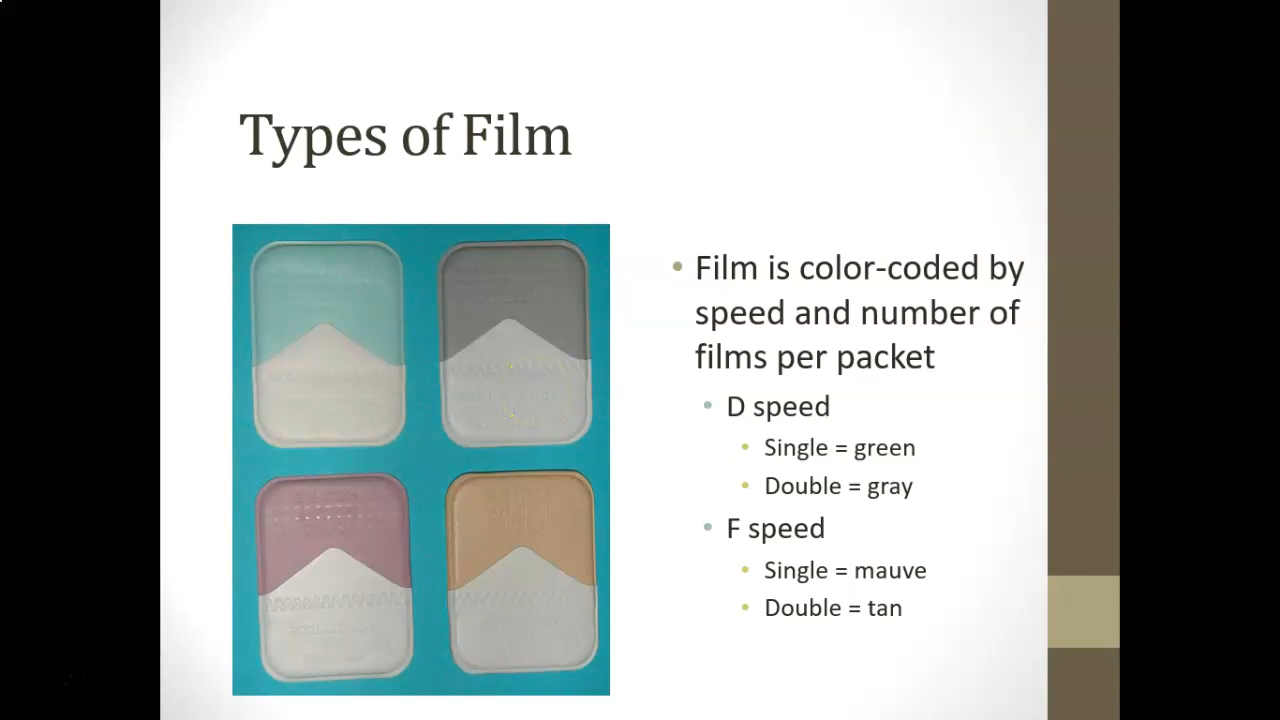 Types of Film
• Film is color-coded by
speed and number of
films per packet
• D speed
• Single = green
• Double = gray
• F speed
• Single = mauve
• Double = tan